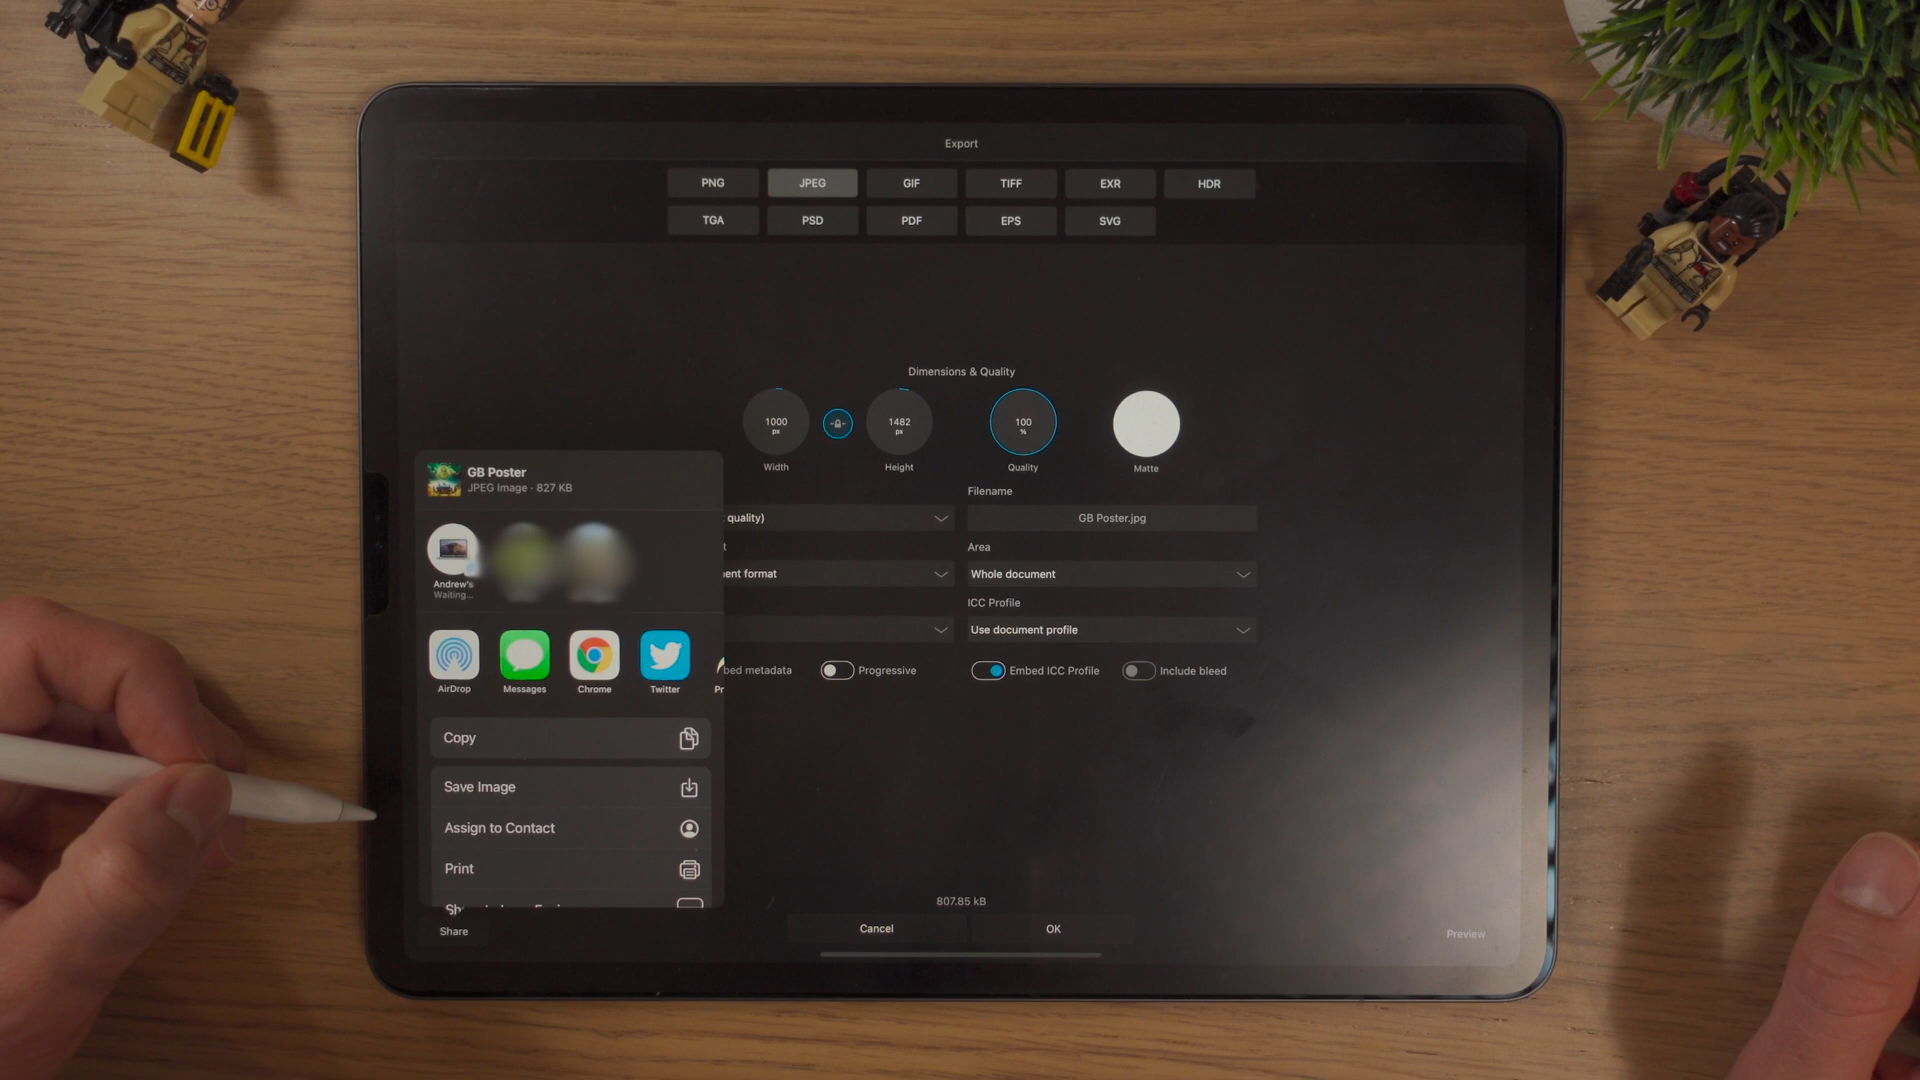 Export
PNG JPEG GIF TIFF EXR HDR
TGA PSD PDF EPS SVG
Dimensions & Quality
1000 px
1482 px
100 %
Width Height Quality Matte
GB Poster
JPEG Image · 827 KB
Andrew's
Waiting...
AirDrop Messages Chrome Twitter Pr
Copy
Save Image
Assign to Contact
Print
Share
quality)
t
ent format
bed metadata Progressive
Filename
GB Poster.jpg
Area
Whole document
ICC Profile
Use document profile
Embed ICC Profile Include bleed
807.85 kB
Cancel OK
Preview